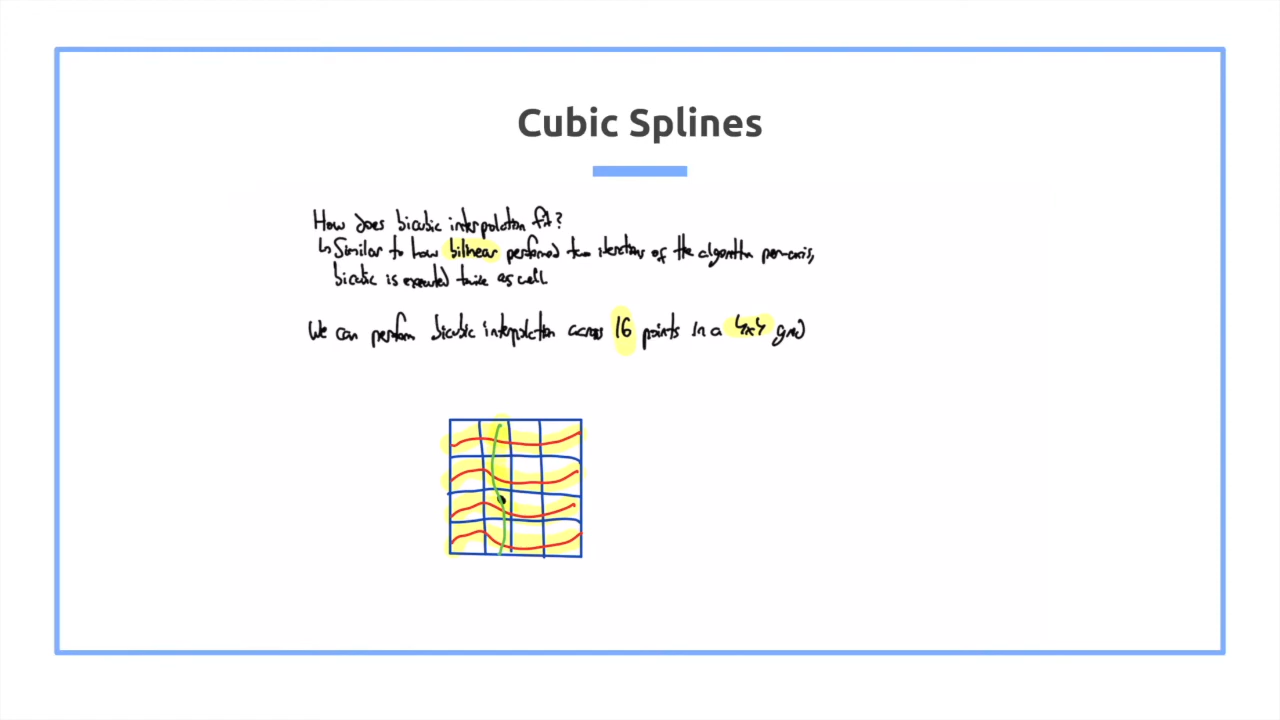 Cubic Splines
How does bicubic interpolation fit?
↳ Similar to how bilinear performed two iterations of the algorithm per-axis,
bicubic is executed twice as well
We can perform bicubic interpolation across 16 points in a 4x4 grid